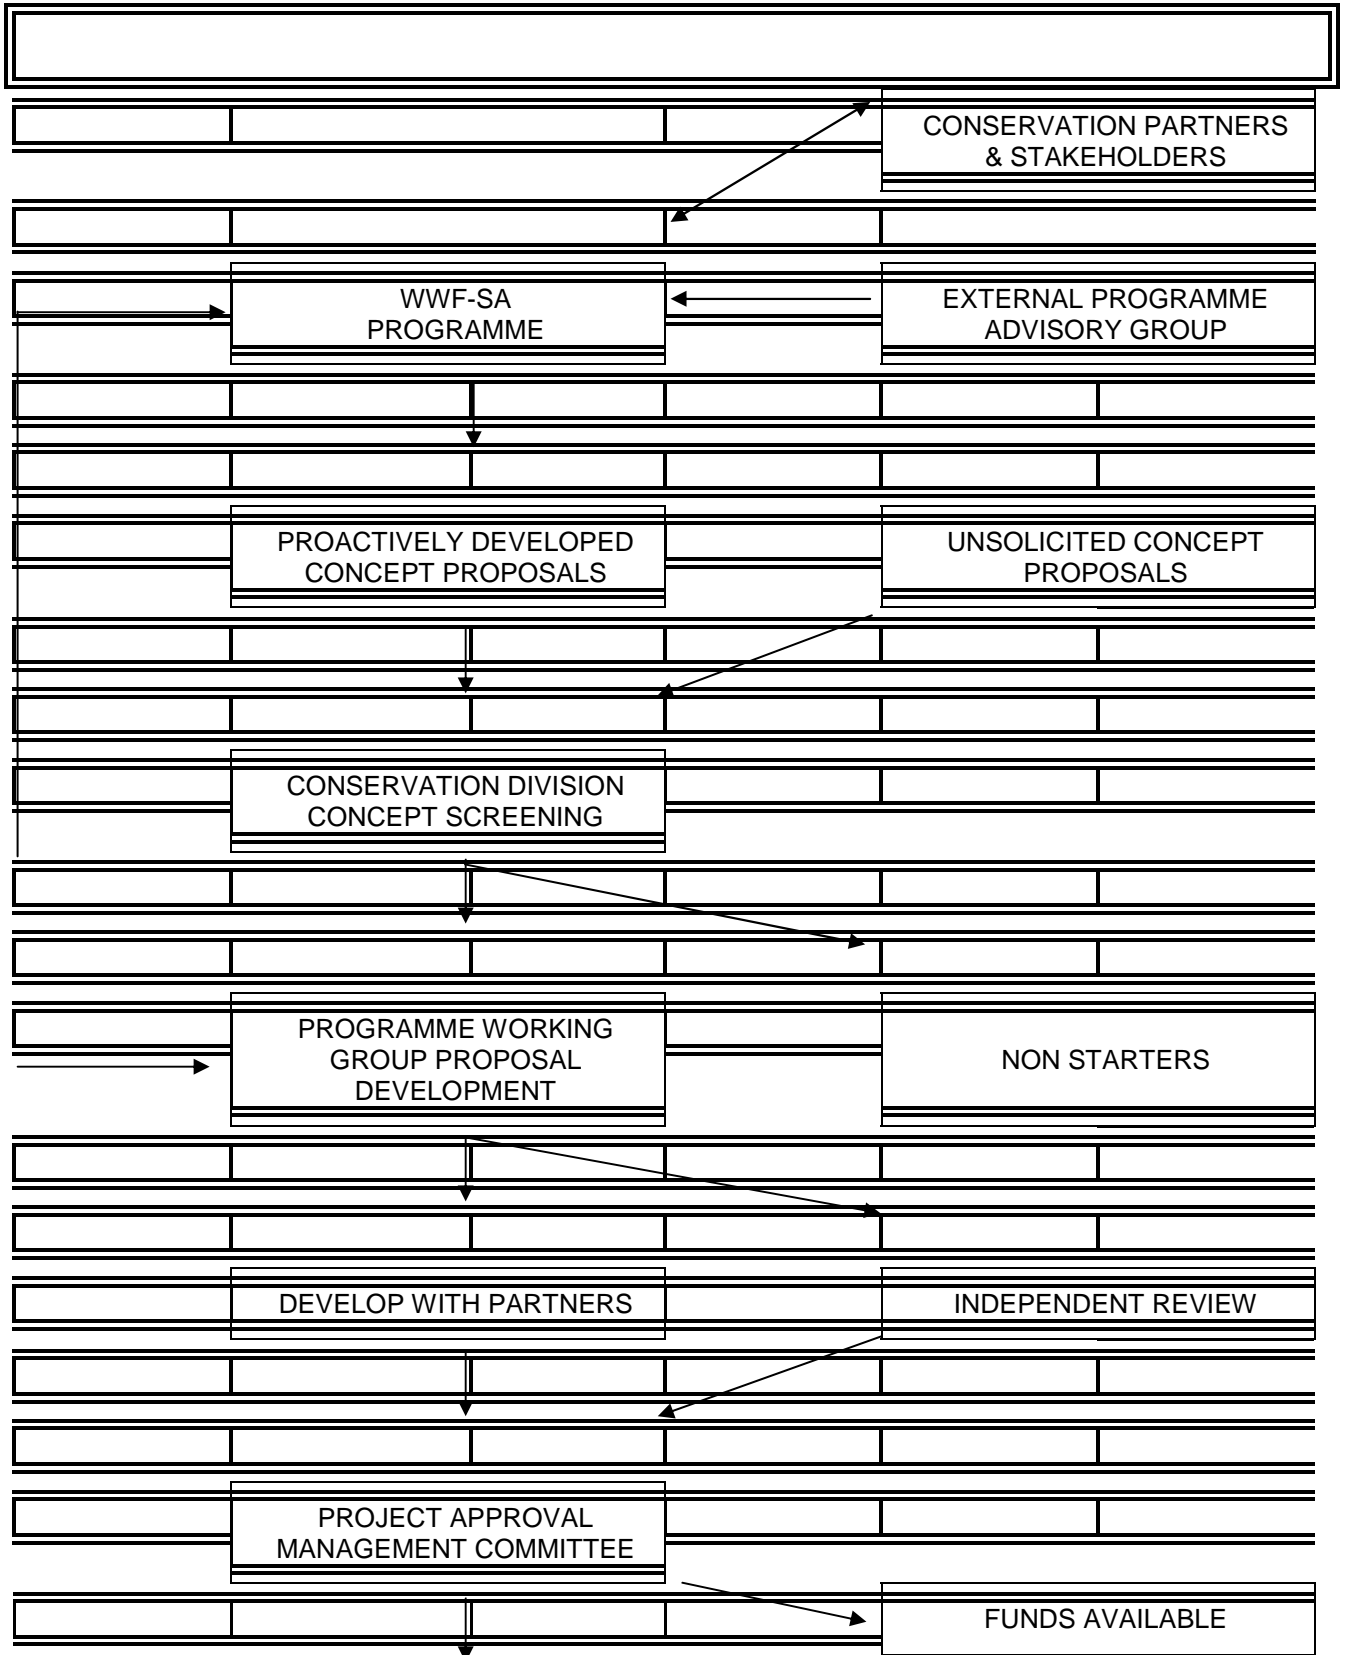 CONSERVATION PARTNERS
& STAKEHOLDERS
WWF-SA
PROGRAMME
EXTERNAL PROGRAMME
ADVISORY GROUP
PROACTIVELY DEVELOPED
CONCEPT PROPOSALS
UNSOLICITED CONCEPT
PROPOSALS
CONSERVATION DIVISION
CONCEPT SCREENING
PROGRAMME WORKING
GROUP PROPOSAL
DEVELOPMENT
NON STARTERS
DEVELOP WITH PARTNERS
INDEPENDENT REVIEW
PROJECT APPROVAL
MANAGEMENT COMMITTEE
FUNDS AVAILABLE